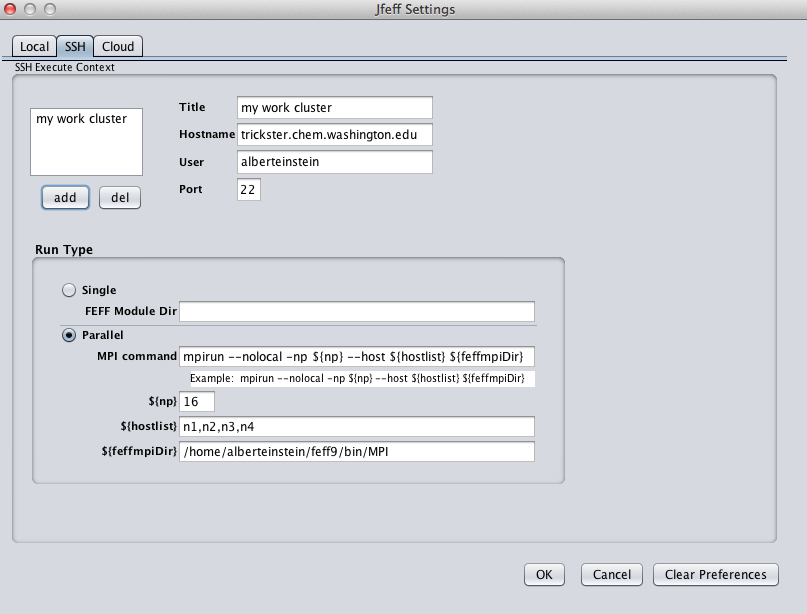 Jfeff Settings
Local SSH Cloud
SSH Execute Context
my work cluster
Title my work cluster
Hostname trickster.chem.washington.edu
User alberteinstein
Port 22
add del
Run Type
Single
FEFF Module Dir
Parallel
MPI command mpirun --nolocal -np ${np} --host ${hostlist} ${feffmpiDir}
Example: mpirun --nolocal -np ${np} --host ${hostlist} ${feffmpiDir}
${np} 16
${hostlist} n1,n2,n3,n4
${feffmpiDir} /home/alberteinstein/feff9/bin/MPI
OK Cancel Clear Preferences